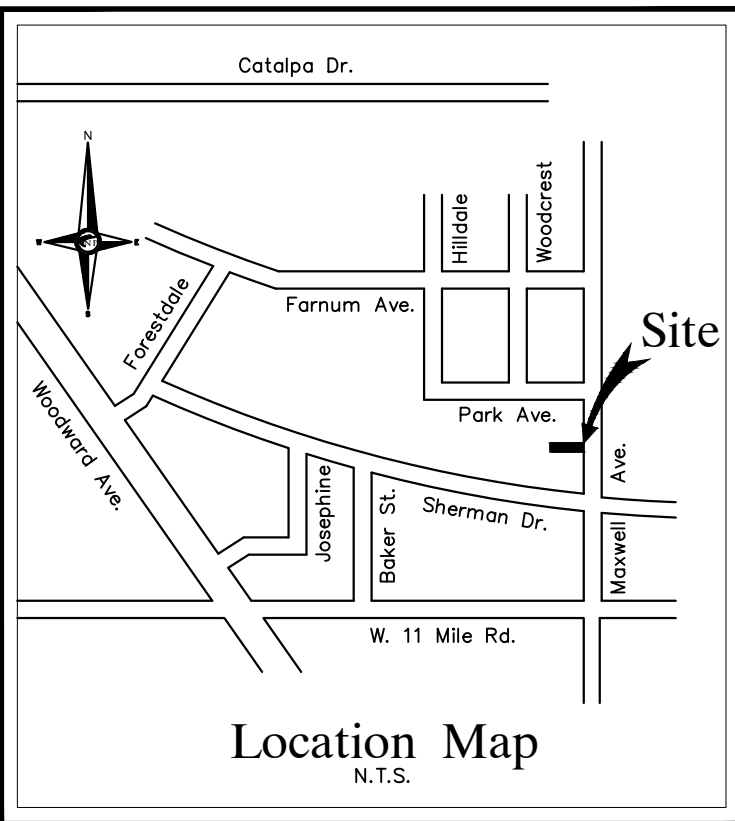 Catalpa Dr.
N
W
E
S
Hilldale
Woodcrest
Forestdale
Farnum Ave.
Site
Woodward Ave.
Park Ave.
Maxwell Ave.
Josephine
Baker St.
Sherman Dr.
W. 11 Mile Rd.
Location Map
N.T.S.